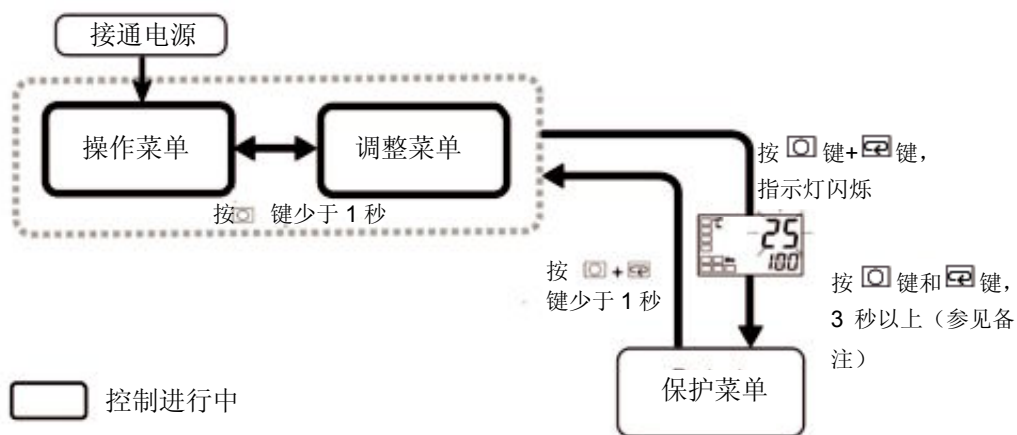 接通电源
操作菜单
调整菜单
按 键少于 1 秒
按 键+ 键，
指示灯闪烁
℃
25
100
按 +
键少于 1 秒
按 键和 键，
3 秒以上（参见备
注）
保护菜单
控制进行中